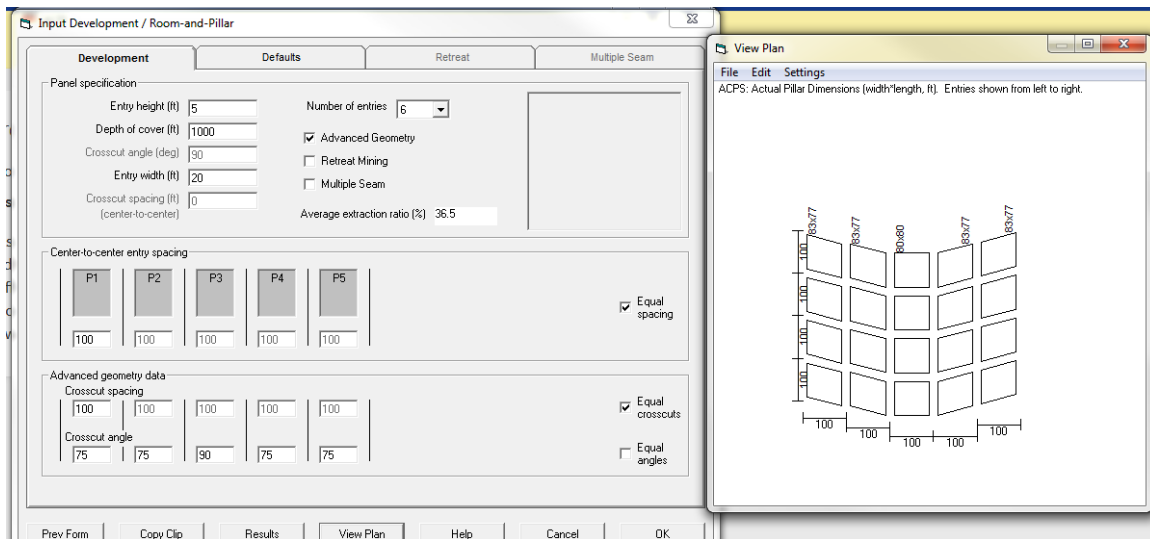 Input Development / Room-and-Pillar
Development Defaults Retreat Multiple Seam
Panel specification
Entry height (ft) 5 Number of entries 6
Depth of cover (ft) 1000 Advanced Geometry
Crosscut angle (deg) 90 Retreat Mining
Entry width (ft) 20 Multiple Seam
Crosscut spacing (ft) 0
(center-to-center) Average extraction ratio (%) 36.5
Center-to-center entry spacing
P1 P2 P3 P4 P5
Equal
spacing
100 100 100 100 100
Advanced geometry data
Crosscut spacing
100 100 100 100 100 Equal
crosscuts
Crosscut angle
75 75 90 75 75 Equal
angles
Prev Form Copy Clip Results View Plan Help Cancel OK
View Plan
File Edit Settings
ACPS: Actual Pillar Dimensions (width*length, ft). Entries shown from left to right.
83x77 83x77 80x80 83x77 83x77
100
100
100
100
100 100 100 100 100